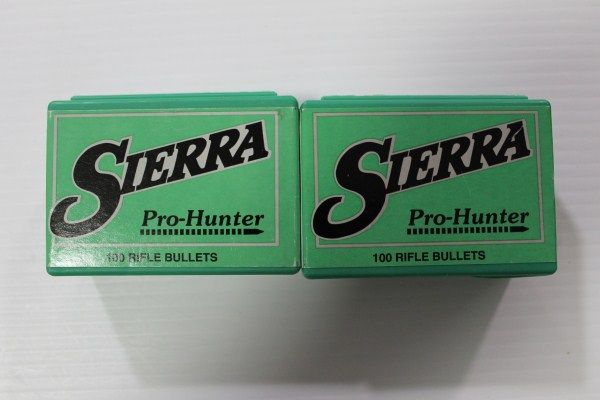 SIERRA
Pro-Hunter
100 RIFLE BULLETS
SIERRA
Pro-Hunter
100 RIFLE BULLETS